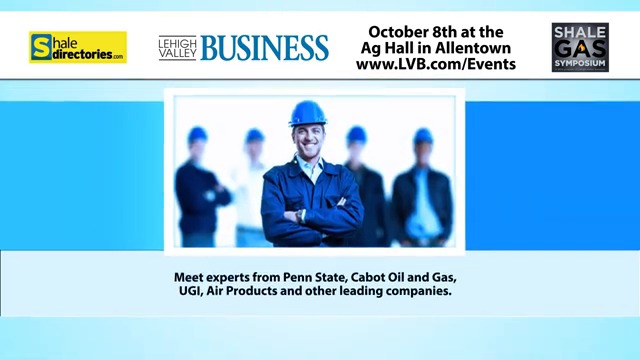 Shale
directories.com
LEHIGH
VALLEY
BUSINESS
October 8th at the
Ag Hall in Allentown
www.LVB.com/Events
SHALE
GAS
SYMPOSIUM
Meet experts from Penn State, Cabot Oil and Gas,
UGI, Air Products and other leading companies.